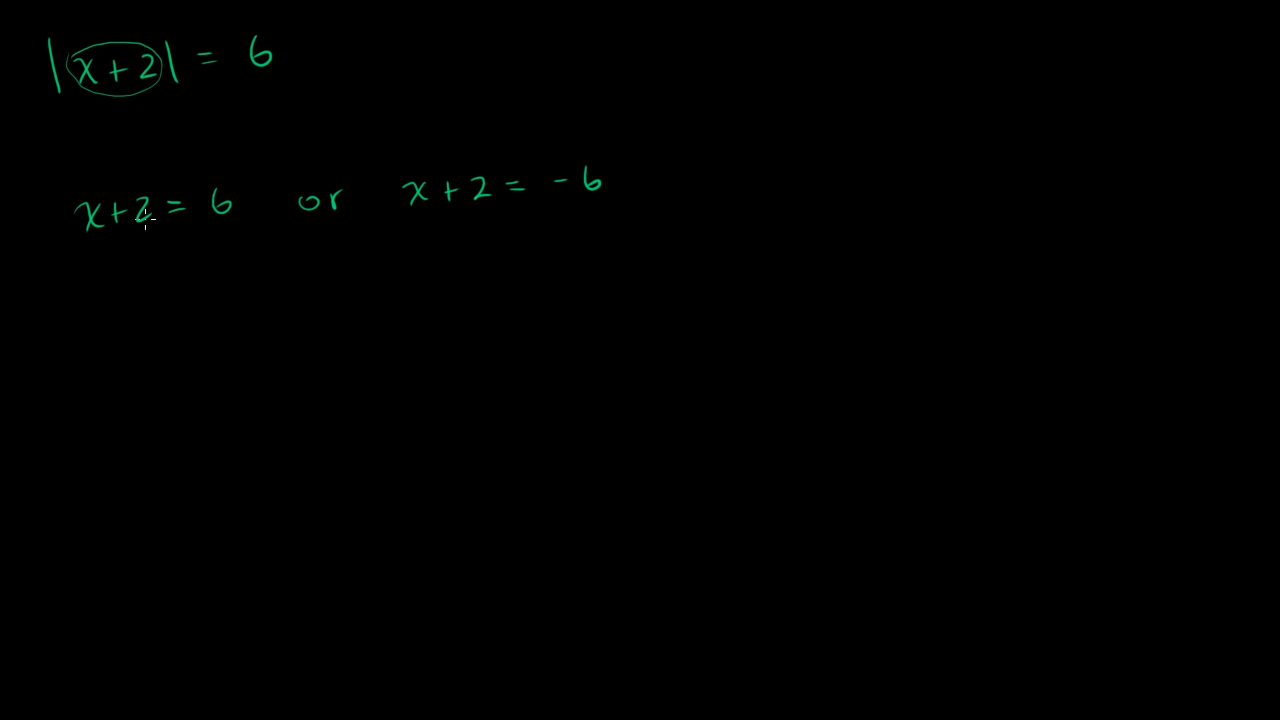 |x+2| = 6
x+2 = 6 or x+2 = -6